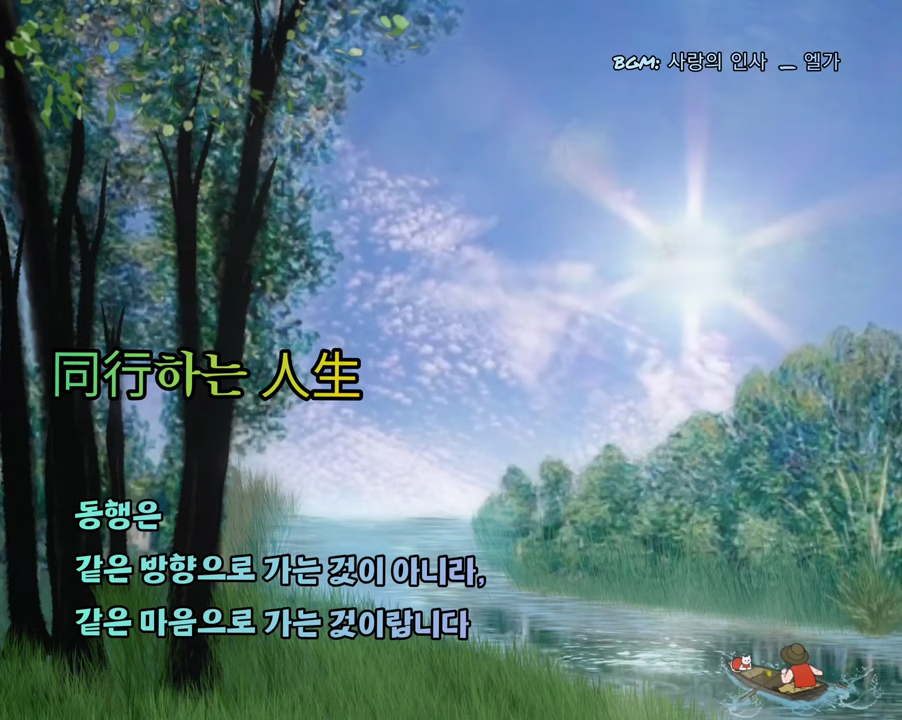 BGM: 사랑의 인사 _ 엘가
同行하는 人生
동행은
같은 방향으로 가는 것이 아니라,
같은 마음으로 가는 것이랍니다